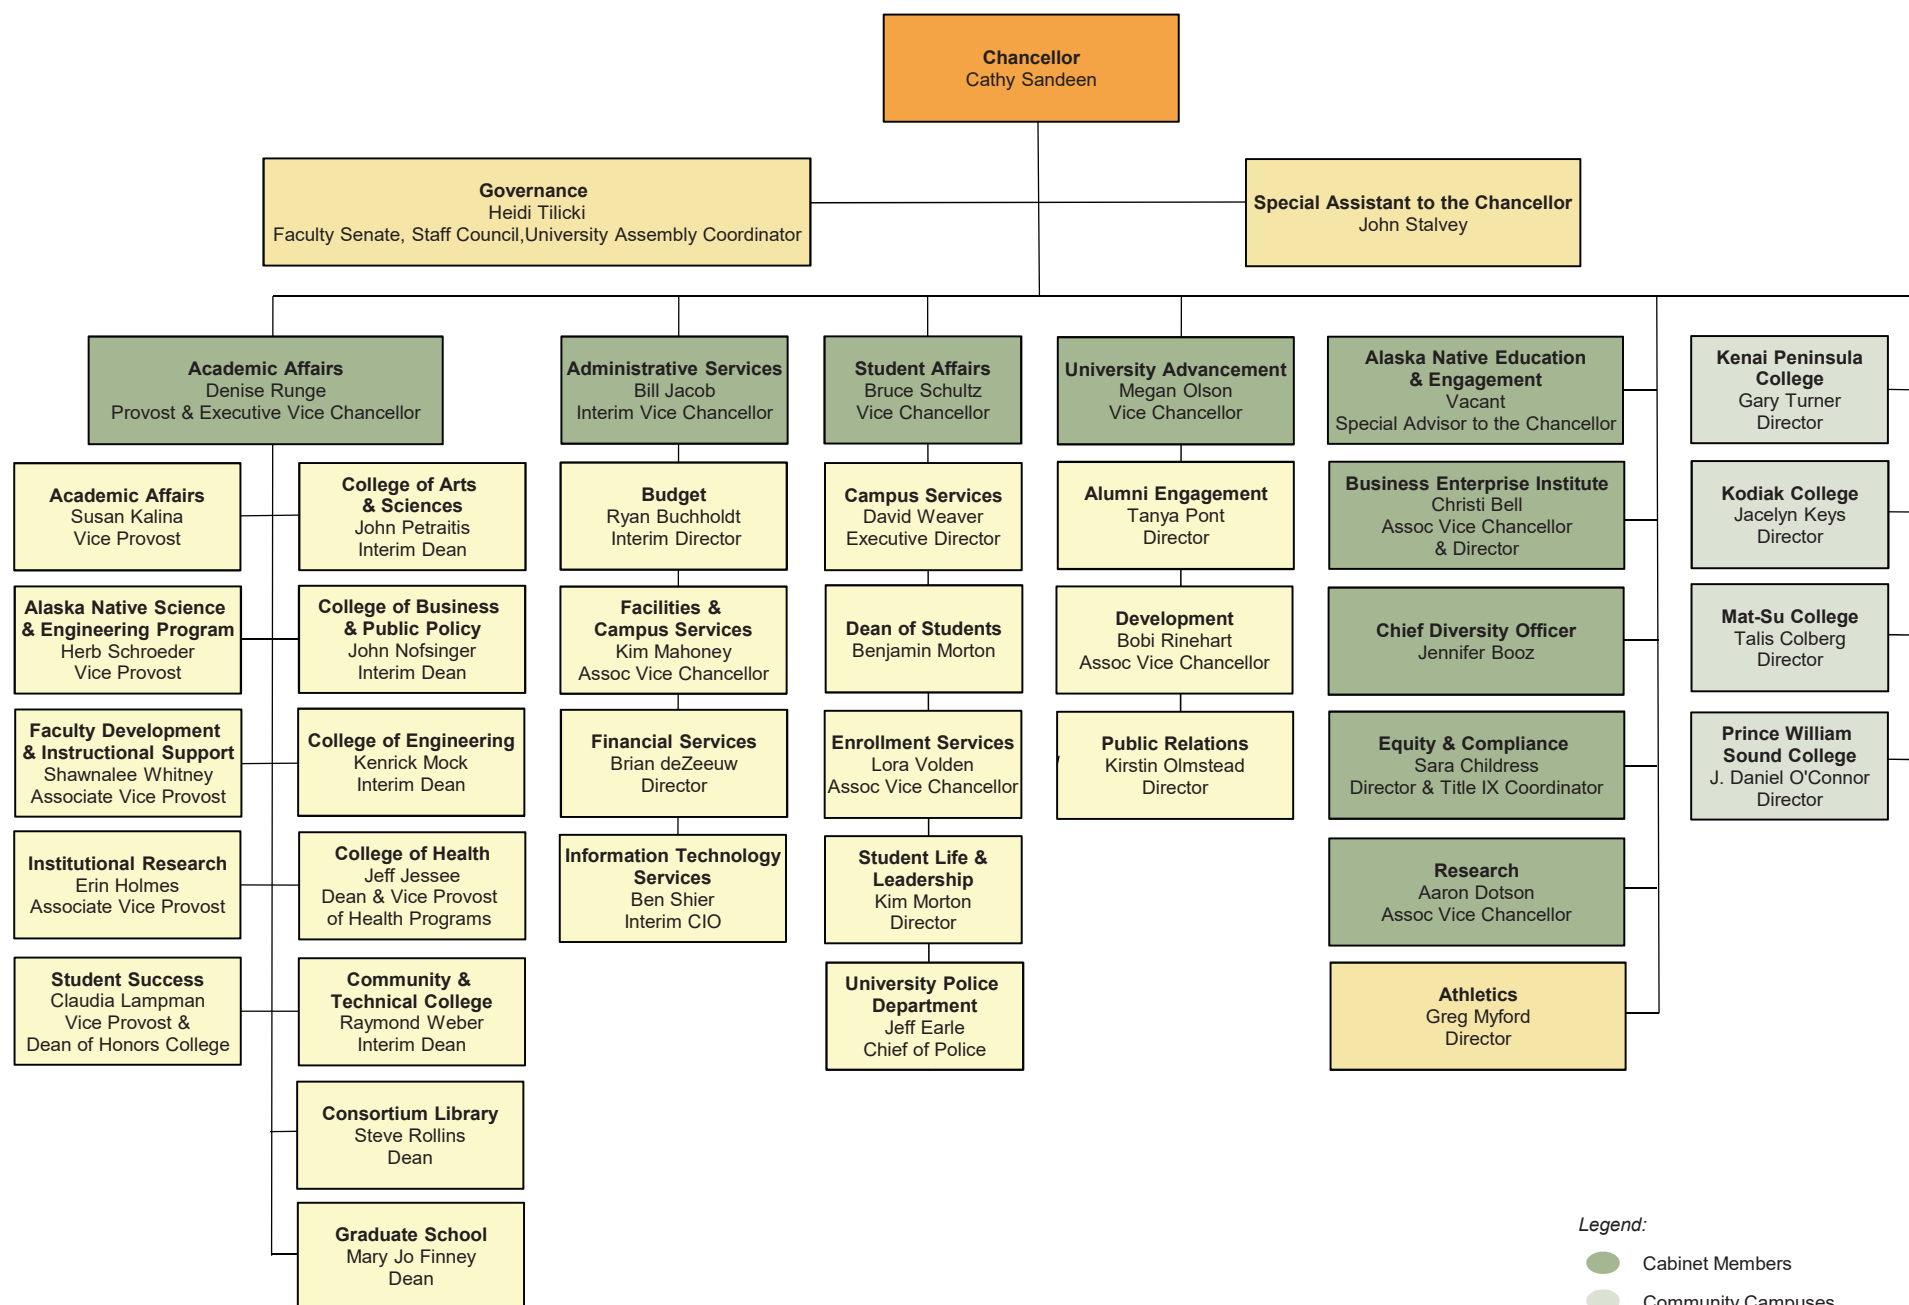 Chancellor
Cathy Sandeen
Governance
Heidi Tilicki
Faculty Senate, Staff Council,University Assembly Coordinator
Special Assistant to the Chancellor
John Stalvey
Academic Affairs
Denise Runge
Provost & Executive Vice Chancellor
Administrative Services
Bill Jacob
Interim Vice Chancellor
Student Affairs
Bruce Schultz
Vice Chancellor
University Advancement
Megan Olson
Vice Chancellor
Alaska Native Education
& Engagement
Vacant
Special Advisor to the Chancellor
Kenai Peninsula
College
Gary Turner
Director
Academic Affairs
Susan Kalina
Vice Provost
College of Arts
& Sciences
John Petraitis
Interim Dean
Budget
Ryan Buchholdt
Interim Director
Campus Services
David Weaver
Executive Director
Alumni Engagement
Tanya Pont
Director
Business Enterprise Institute
Christi Bell
Assoc Vice Chancellor
& Director
Kodiak College
Jacelyn Keys
Director
Alaska Native Science
& Engineering Program
Herb Schroeder
Vice Provost
College of Business
& Public Policy
John Nofsinger
Interim Dean
Facilities &
Campus Services
Kim Mahoney
Assoc Vice Chancellor
Dean of Students
Benjamin Morton
Development
Bobi Rinehart
Assoc Vice Chancellor
Chief Diversity Officer
Jennifer Booz
Mat-Su College
Talis Colberg
Director
Faculty Development
& Instructional Support
Shawnalee Whitney
Associate Vice Provost
College of Engineering
Kenrick Mock
Interim Dean
Financial Services
Brian deZeeuw
Director
Enrollment Services
Lora Volden
Assoc Vice Chancellor
Public Relations
Kirstin Olmstead
Director
Equity & Compliance
Sara Childress
Director & Title IX Coordinator
Prince William
Sound College
J. Daniel O'Connor
Director
Institutional Research
Erin Holmes
Associate Vice Provost
College of Health
Jeff Jessee
Dean & Vice Provost
of Health Programs
Information Technology
Services
Ben Shier
Interim CIO
Student Life &
Leadership
Kim Morton
Director
Research
Aaron Dotson
Assoc Vice Chancellor
Student Success
Claudia Lampman
Vice Provost &
Dean of Honors College
Community &
Technical College
Raymond Weber
Interim Dean
University Police
Department
Jeff Earle
Chief of Police
Athletics
Greg Myford
Director
Consortium Library
Steve Rollins
Dean
Graduate School
Mary Jo Finney
Dean
Legend:
Cabinet Members
Community Campuses